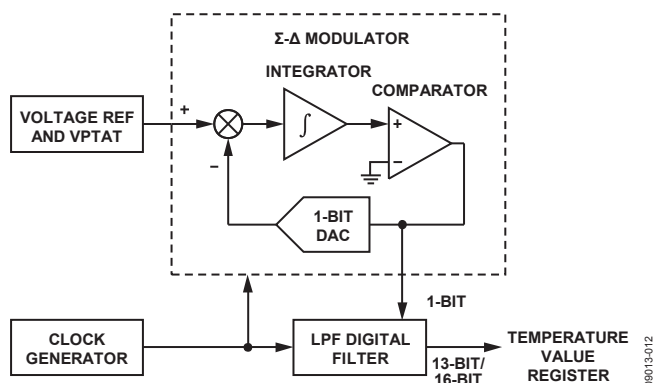 Σ-Δ MODULATOR
INTEGRATOR
COMPARATOR
VOLTAGE REF
AND VPTAT
+
−
∫
+
−
1-BIT
DAC
1-BIT
CLOCK
GENERATOR
LPF DIGITAL
FILTER
13-BIT/
16-BIT
TEMPERATURE
VALUE
REGISTER
09013-012